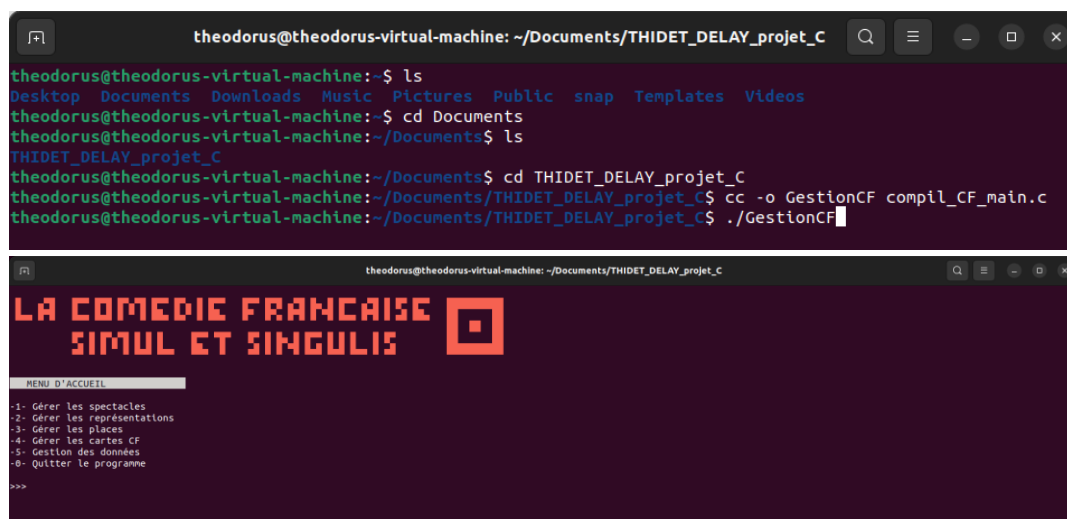 theodorus@theodorus-virtual-machine: ~/Documents/THIDET_DELAY_projet_C
theodorus@theodorus-virtual-machine:~$ ls
Desktop Documents Downloads Music Pictures Public snap Templates Videos
theodorus@theodorus-virtual-machine:~$ cd Documents
theodorus@theodorus-virtual-machine:~/Documents$ ls
THIDET_DELAY_projet_C
theodorus@theodorus-virtual-machine:~/Documents$ cd THIDET_DELAY_projet_C
theodorus@theodorus-virtual-machine:~/Documents/THIDET_DELAY_projet_C$ cc -o GestionCF compil_CF_main.c
theodorus@theodorus-virtual-machine:~/Documents/THIDET_DELAY_projet_C$ ./GestionCF
theodorus@theodorus-virtual-machine: ~/Documents/THIDET_DELAY_projet_C
LA COMEDIE FRANCAISE
SIMUL ET SINGULIS
MENU D'ACCUEIL
-1- Gérer les spectacles
-2- Gérer les représentations
-3- Gérer les places
-4- Gérer les cartes CF
-5- Gestion des données
-0- Quitter le programme
>>>